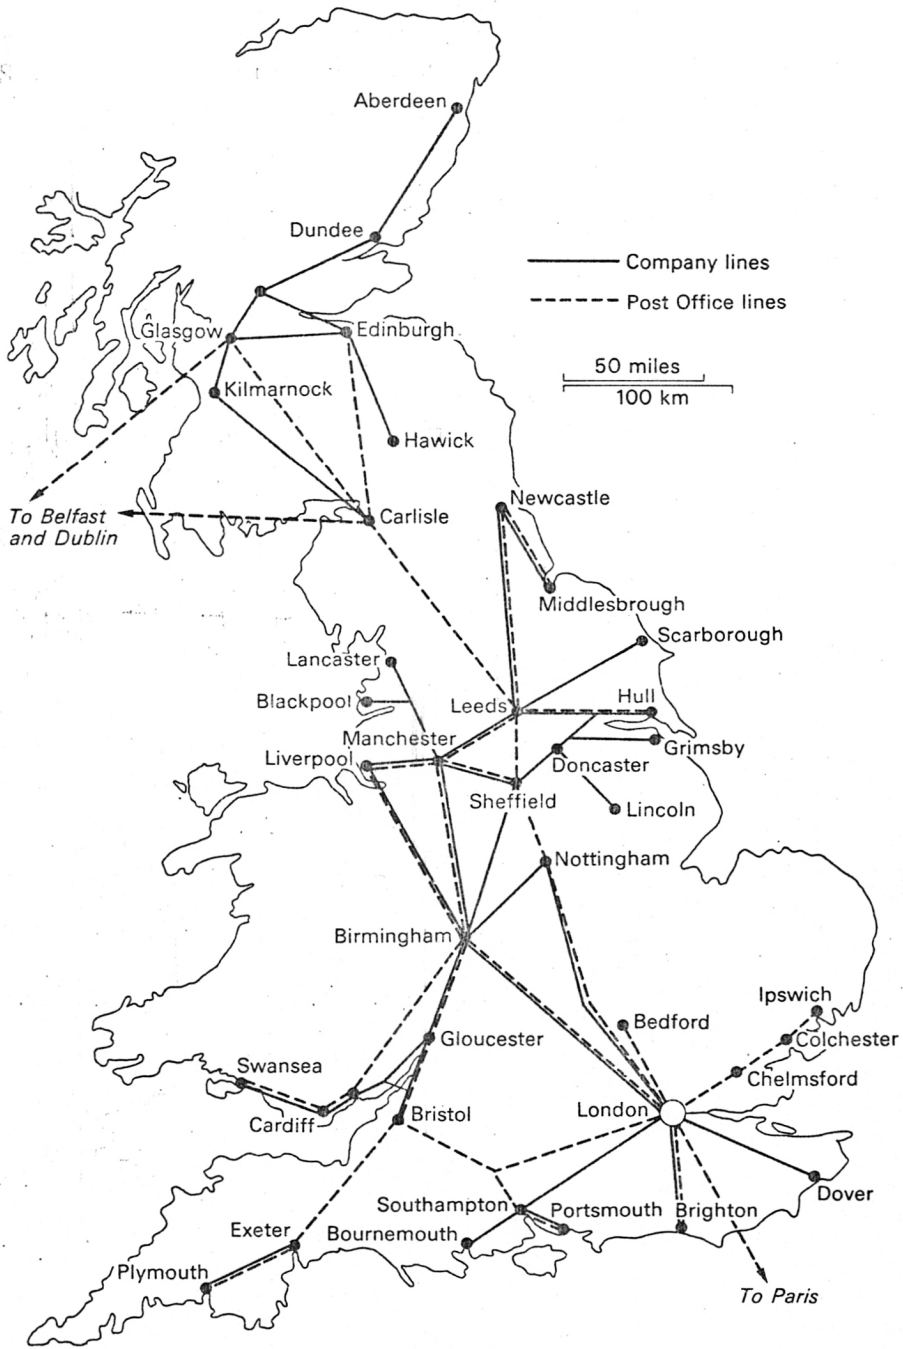 Aberdeen
Dundee
Company lines
Post Office lines
Glasgow
Edinburgh
50 miles
100 km
Kilmarnock
Hawick
Newcastle
To Belfast
and Dublin
Carlisle
Middlesbrough
Scarborough
Lancaster
Blackpool
Leeds
Hull
Manchester
Liverpool
Grimsby
Doncaster
Sheffield
Lincoln
Nottingham
Birmingham
Ipswich
Bedford
Colchester
Gloucester
Swansea
Chelmsford
London
Cardiff
Bristol
Dover
Southampton
Portsmouth
Brighton
Exeter
Bournemouth
Plymouth
To Paris